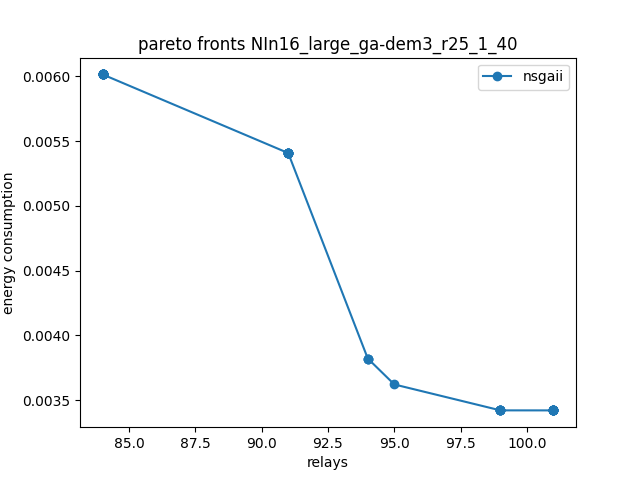 pareto fronts NIn16_large_ga-dem3_r25_1_40
nsgaii
energy consumption
0.0060
0.0055
0.0050
0.0045
0.0040
0.0035
85.0 87.5 90.0 92.5 95.0 97.5 100.0
relays